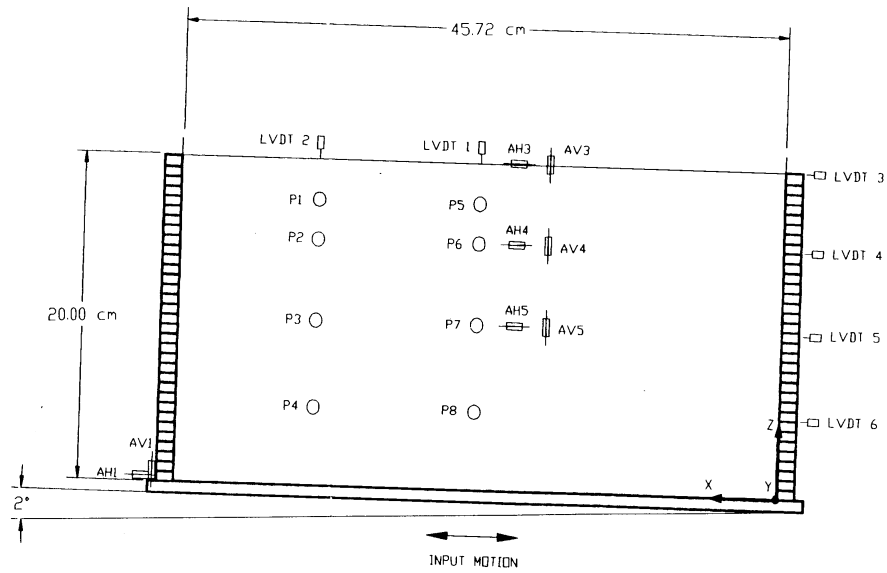 45.72 cm
LVDT 2
LVDT 1
AH3
AV3
LVDT 3
P1
P5
P2
P6
AH4
AV4
LVDT 4
20.00 cm
P3
P7
AH5
AV5
LVDT 5
P4
P8
Z
LVDT 6
AV1
AH1
X
Y
2°
INPUT MOTION